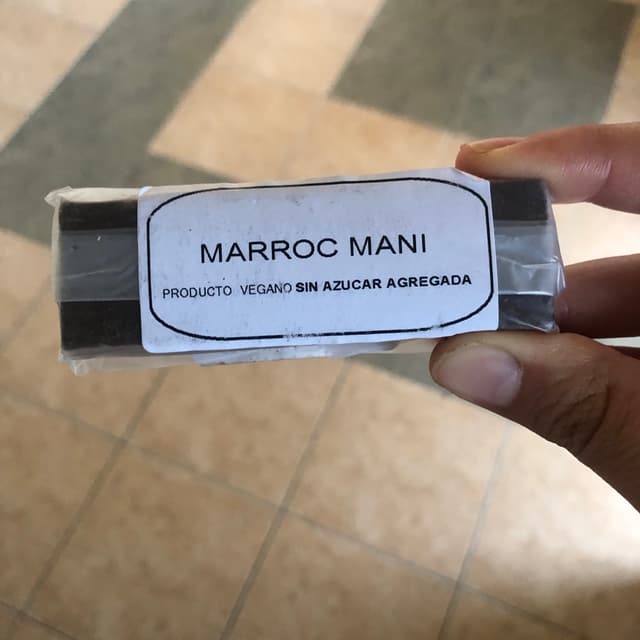 MARROC MANI
PRODUCTO VEGANO SIN AZUCAR AGREGADA